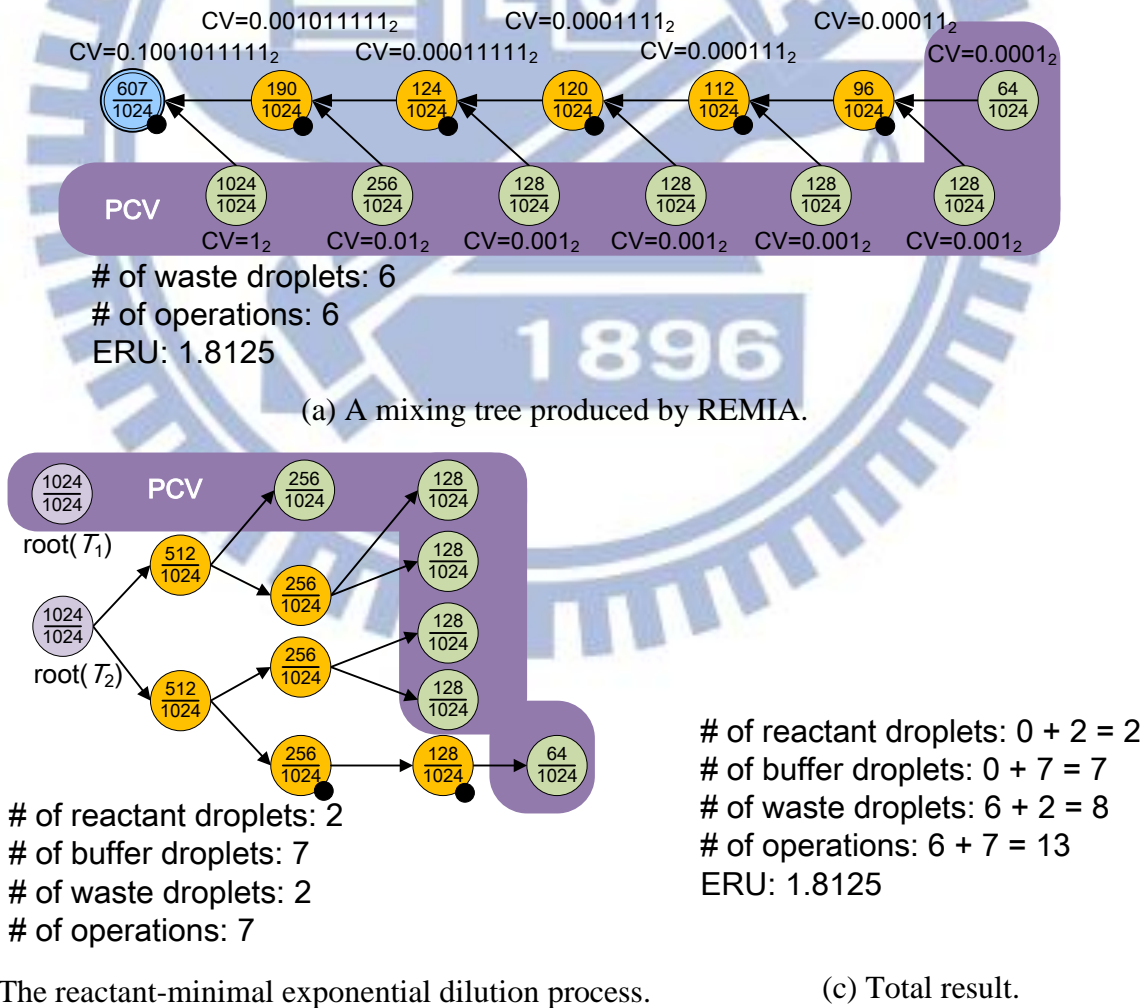 CV=0.001011111₂ CV=0.0001111₂ CV=0.00011₂
CV=0.1001011111₂ CV=0.00011111₂ CV=0.000111₂ CV=0.0001₂
607/1024 190/1024 124/1024 120/1024 112/1024 96/1024 64/1024
PCV 1024/1024 256/1024 128/1024 128/1024 128/1024 128/1024
CV=1₂ CV=0.01₂ CV=0.001₂ CV=0.001₂ CV=0.001₂ CV=0.001₂
# of waste droplets: 6
# of operations: 6
ERU: 1.8125
1896
(a) A mixing tree produced by REMIA.
1024/1024 PCV 256/1024 128/1024
root(T₁)
512/1024 128/1024
256/1024
1024/1024 128/1024
256/1024
root(T₂)
512/1024 128/1024
256/1024 128/1024 64/1024
# of reactant droplets: 2
# of buffer droplets: 7
# of waste droplets: 2
# of operations: 7
# of reactant droplets: 0 + 2 = 2
# of buffer droplets: 0 + 7 = 7
# of waste droplets: 6 + 2 = 8
# of operations: 6 + 7 = 13
ERU: 1.8125
The reactant-minimal exponential dilution process.
(c) Total result.